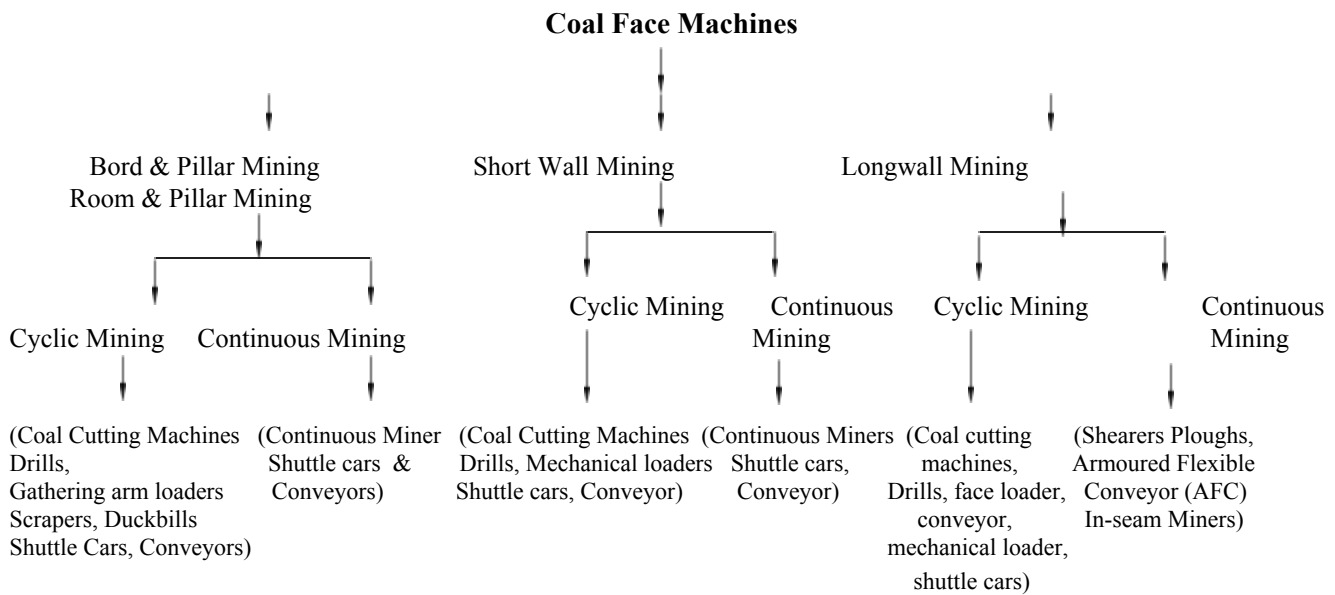 Coal Face Machines
Bord & Pillar Mining
Room & Pillar Mining
Short Wall Mining
Longwall Mining
Cyclic Mining
Continuous Mining
Cyclic Mining
Continuous
Mining
Cyclic Mining
Continuous
Mining
(Coal Cutting Machines
Drills,
Gathering arm loaders
Scrapers, Duckbills
Shuttle Cars, Conveyors)
(Continuous Miner
Shuttle cars &
Conveyors)
(Coal Cutting Machines
Drills, Mechanical loaders
Shuttle cars, Conveyor)
(Continuous Miners
Shuttle cars,
Conveyor)
(Coal cutting
machines,
Drills, face loader,
conveyor,
mechanical loader,
shuttle cars)
(Shearers Ploughs,
Armoured Flexible
Conveyor (AFC)
In-seam Miners)